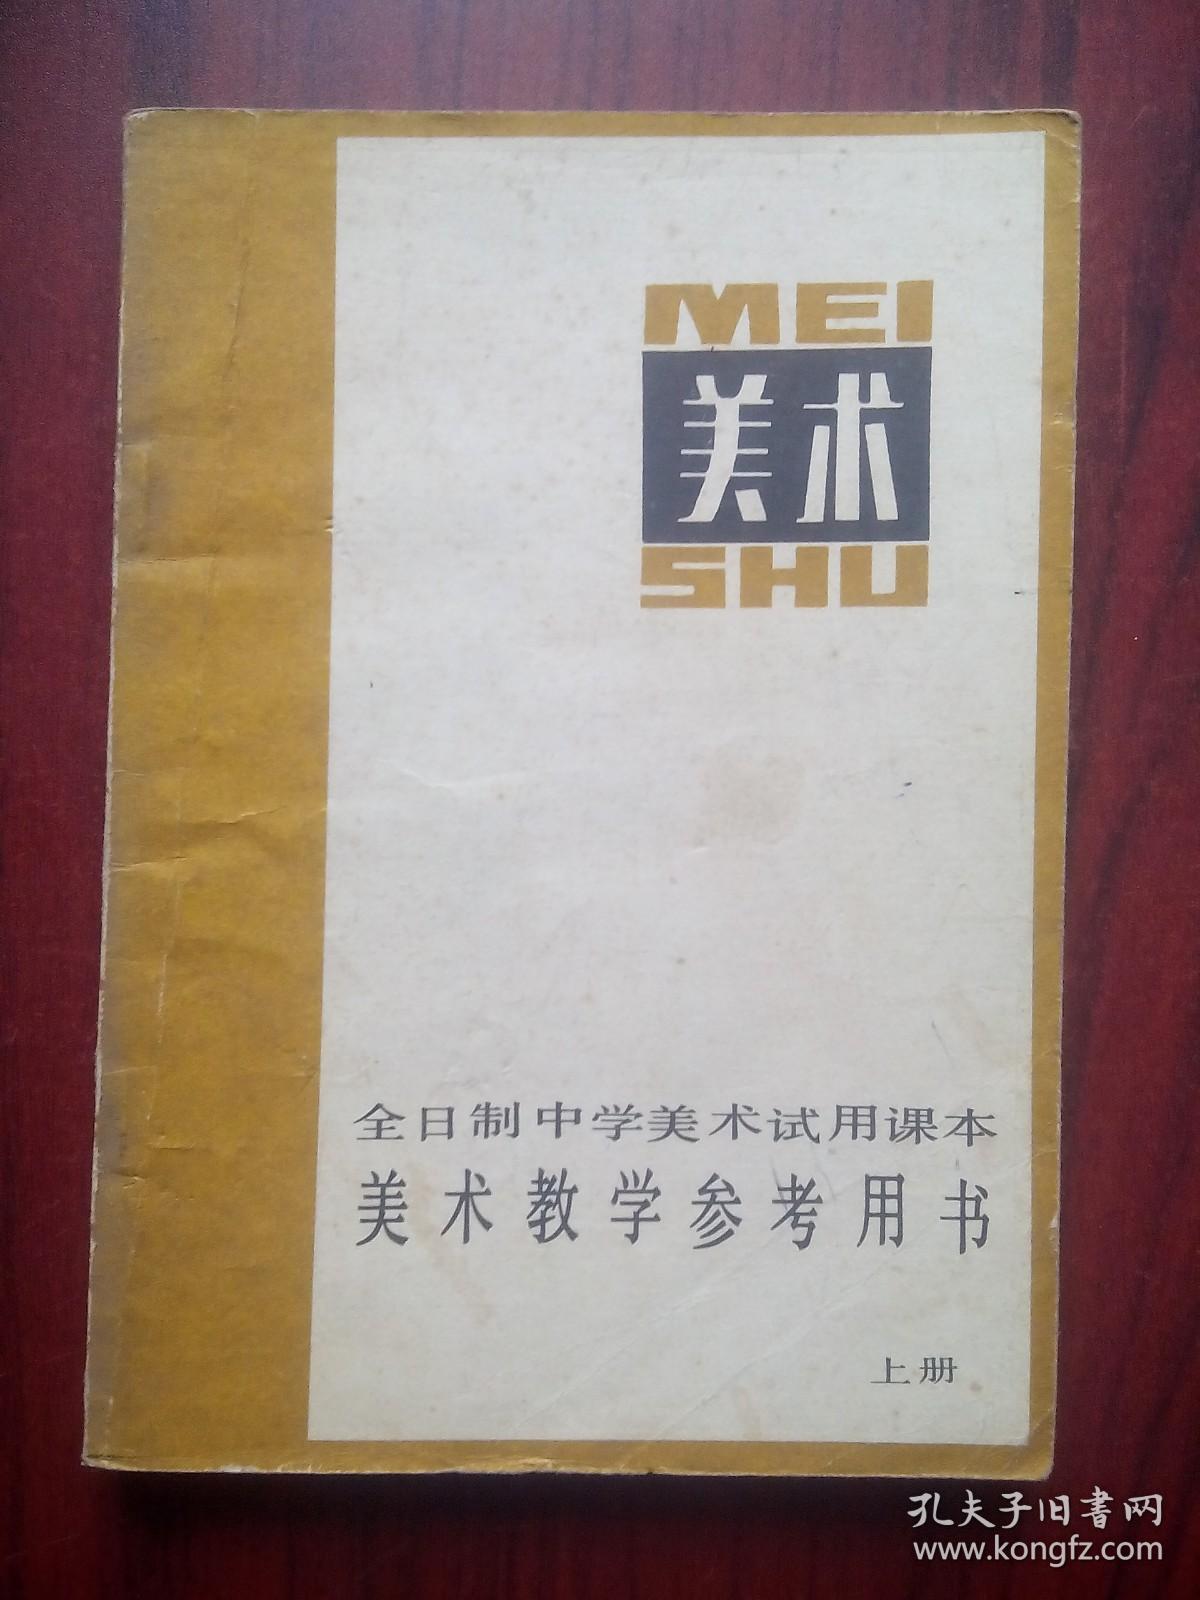 MEI
美术
SHU
全日制中学美术试用课本
美术教学参考用书
上册
孔夫子旧書网
www.kongfz.com